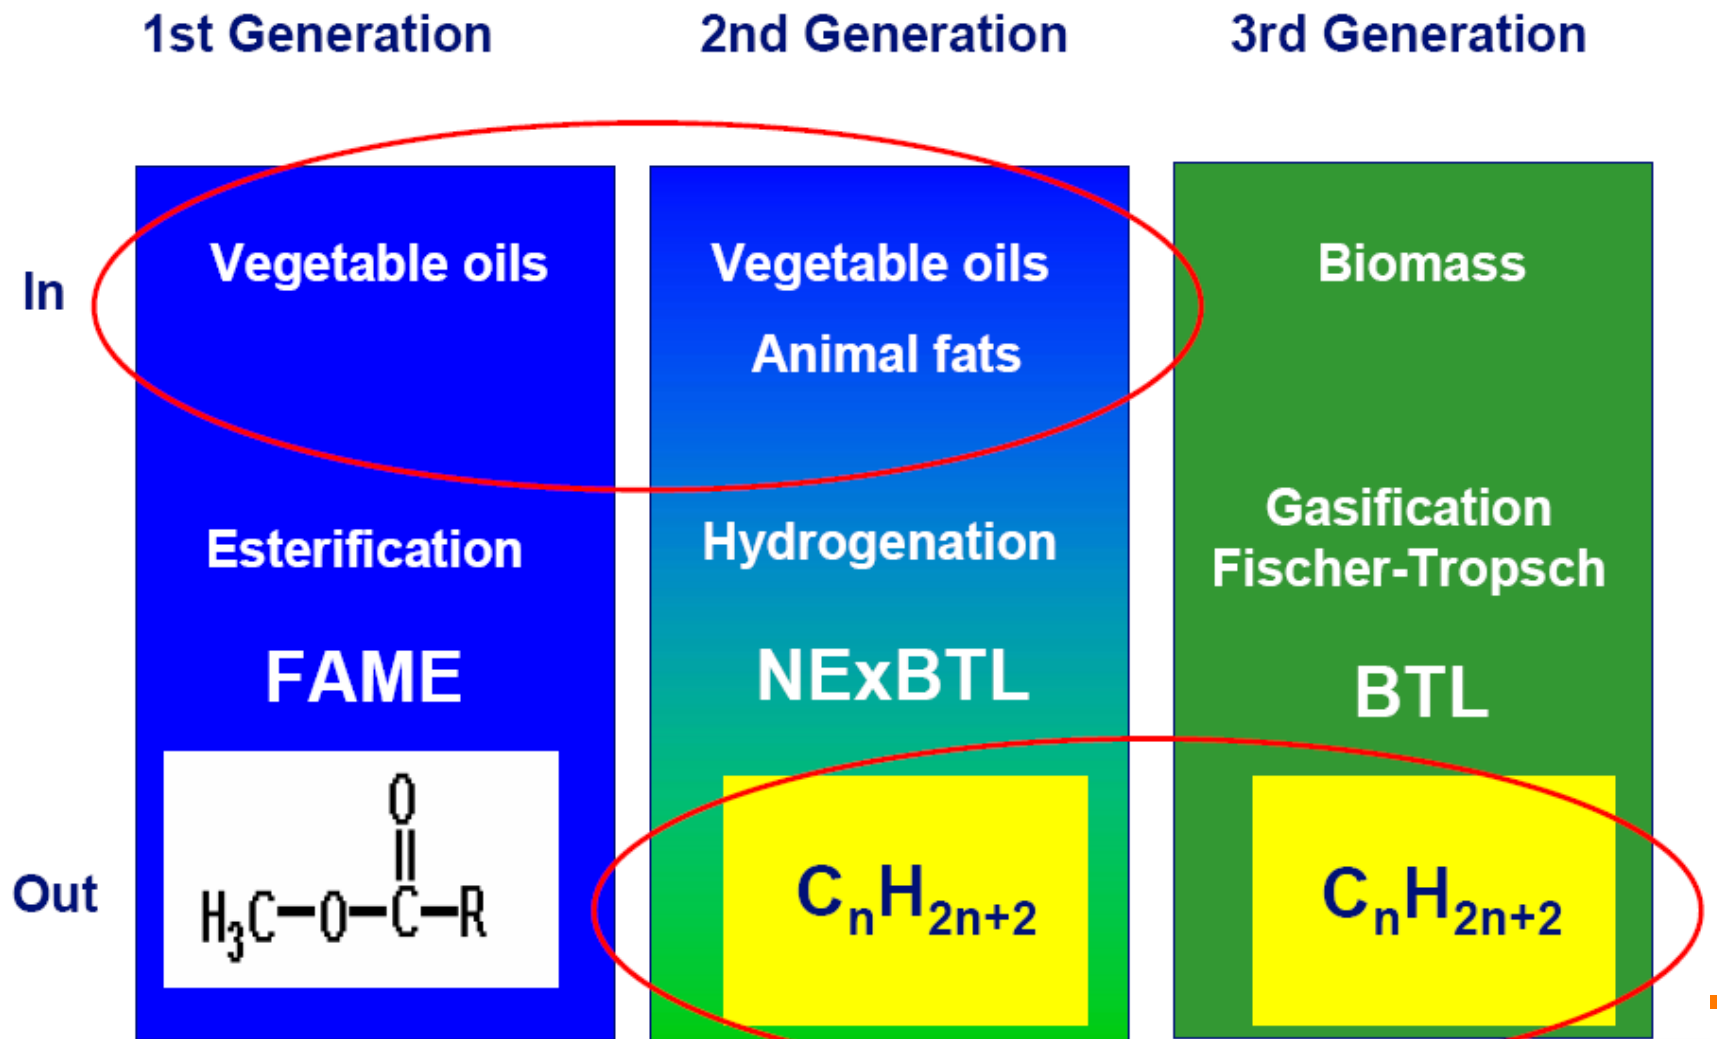 1st Generation
2nd Generation
3rd Generation
In
Vegetable oils
Vegetable oils
Animal fats
Biomass
Esterification
Hydrogenation
Gasification
Fischer-Tropsch
FAME
NExBTL
BTL
Out
O
H₃C-O-C-R
CₙH₂ₙ₊₂
CₙH₂ₙ₊₂